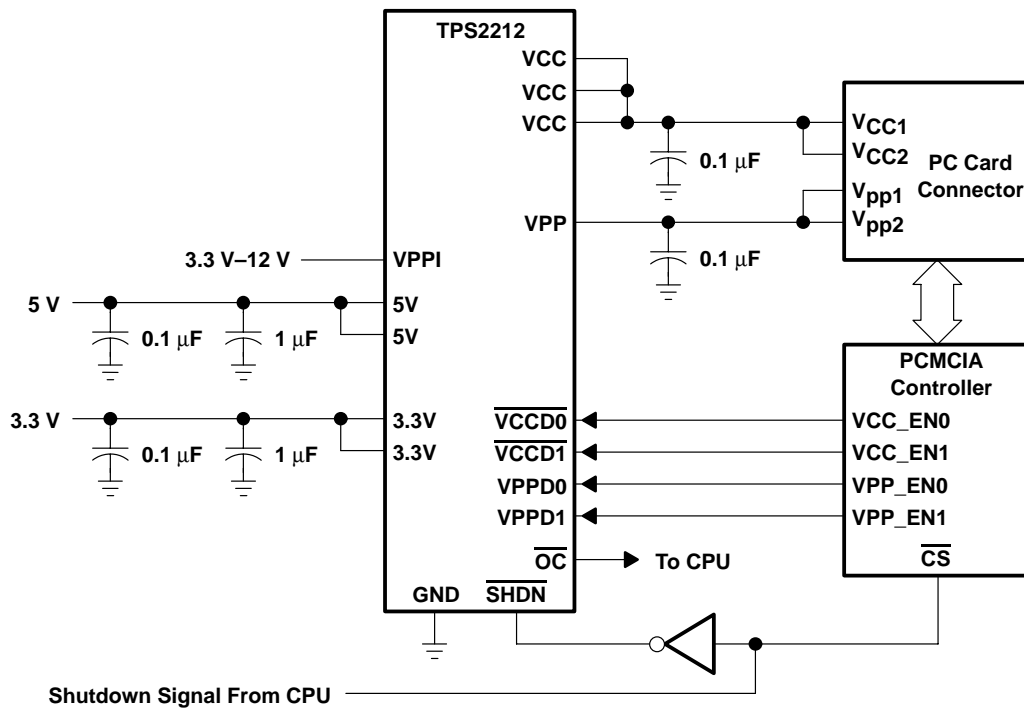 TPS2212
VCC
VCC
VCC
VPP
VPPI
5V
5V
3.3V
3.3V
VCCD0
VCCD1
VPPD0
VPPD1
OC
GND
SHDN
3.3 V–12 V
5 V
0.1 μF
1 μF
3.3 V
0.1 μF
1 μF
0.1 μF
0.1 μF
VCC1
VCC2
Vpp1
Vpp2
PC Card
Connector
PCMCIA
Controller
VCC_EN0
VCC_EN1
VPP_EN0
VPP_EN1
CS
To CPU
Shutdown Signal From CPU